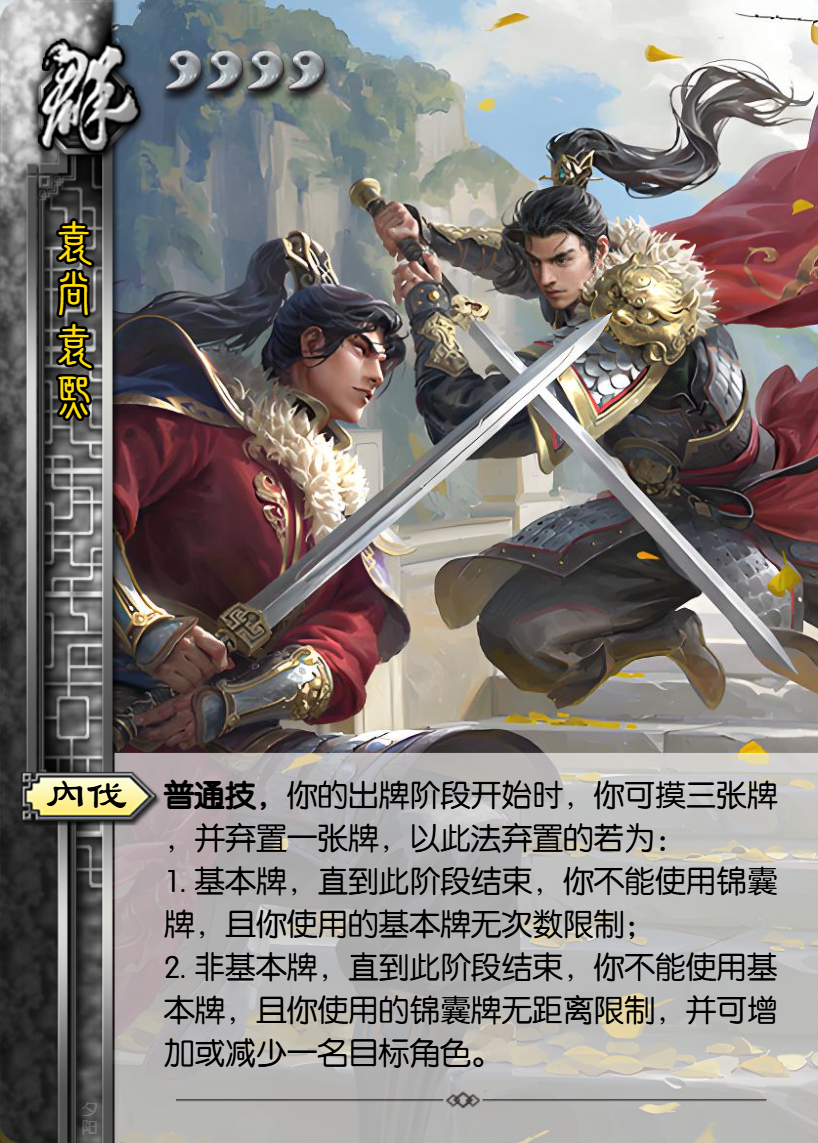 群
袁尚袁熙
内伐
普通技，你的出牌阶段开始时，你可摸三张牌
，并弃置一张牌，以此法弃置的若为：
1. 基本牌，直到此阶段结束，你不能使用锦囊
牌，且你使用的基本牌无次数限制；
2. 非基本牌，直到此阶段结束，你不能使用基
本牌，且你使用的锦囊牌无距离限制，并可增
加或减少一名目标角色。
夕阳